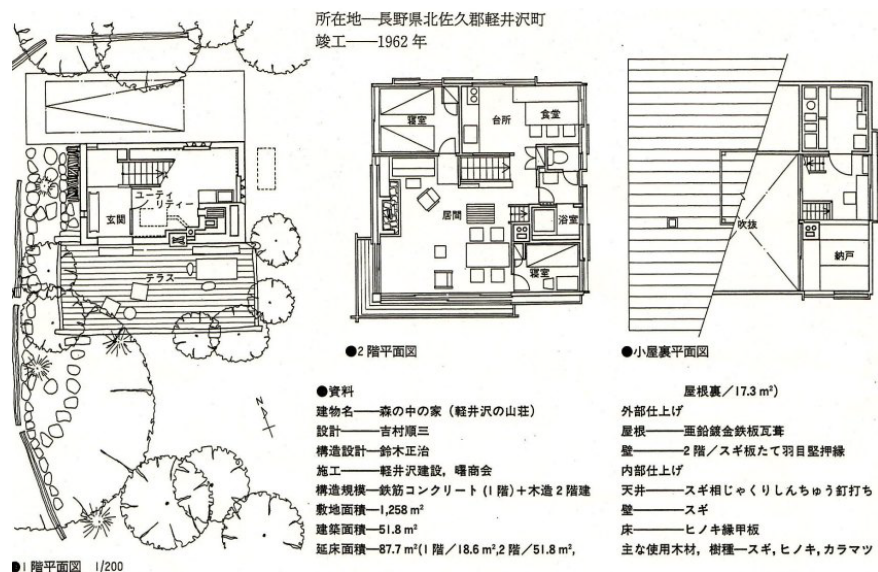 所在地―長野県北佐久郡軽井沢町
竣工――1962年
ユーティ
リティー
玄関
テラス
●1階平面図 1/200
寝室
台所
食堂
居間
浴室
寝室
●2階平面図
吹抜
納戸
●小屋裏平面図
●資料
建物名――森の中の家（軽井沢の山荘）
設計――吉村順三
構造設計―鈴木正治
施工――軽井沢建設，曙商会
構造規模―鉄筋コンクリート(1階)＋木造2階建
敷地面積―1,258 m²
建築面積―51.8 m²
延床面積―87.7 m²(1階／18.6 m²,2階／51.8 m²,
屋根裏／17.3 m²)
外部仕上げ
屋根――亜鉛鍍金鉄板瓦葺
壁――2階／スギ板たて羽目竪押縁
内部仕上げ
天井――スギ相じゃくりしんちゅう釘打ち
壁――スギ
床――ヒノキ縁甲板
主な使用木材，樹種―スギ，ヒノキ，カラマツ